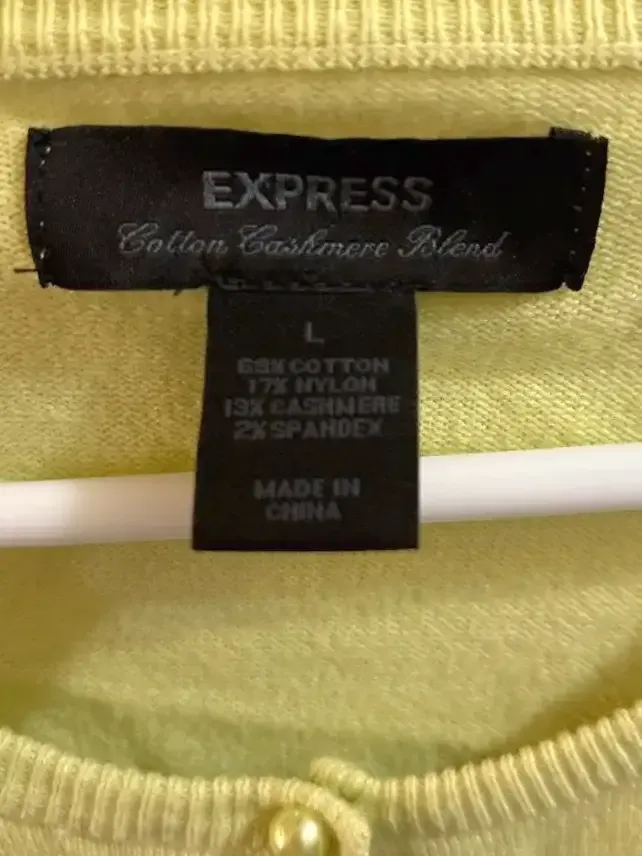 EXPRESS
Cotton Cashmere Blend
L
68% COTTON
17% NYLON
13% CASHMERE
2% SPANDEX
MADE IN
CHINA